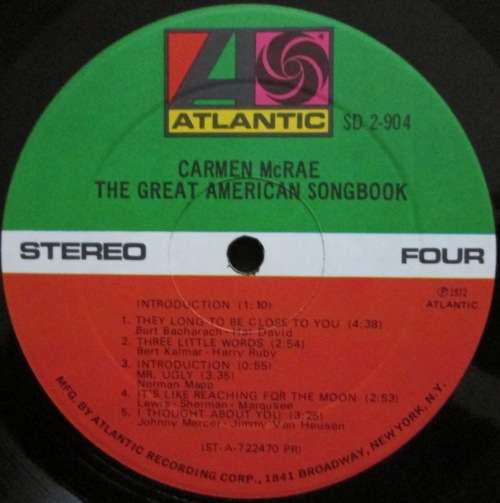 ATLANTIC
SD 2-904
CARMEN McRAE
THE GREAT AMERICAN SONGBOOK
STEREO FOUR
℗ 1972
ATLANTIC
INTRODUCTION (1:10)
1. THEY LONG TO BE CLOSE TO YOU (4:38)
Burt Bacharach-Hal David
2. THREE LITTLE WORDS (2:54)
Bert Kalmar-Harry Ruby
3. INTRODUCTION (0:55)
MR. UGLY (3:35)
Norman Mapp
4. IT'S LIKE REACHING FOR THE MOON (2:53)
Lewis-Sherman-Marqusee
5. I THOUGHT ABOUT YOU (3:25)
Johnny Mercer-Jimmy Van Heusen
(ST-A-722470 PR)
MFG. BY ATLANTIC RECORDING CORP., 1841 BROADWAY, NEW YORK, N.Y.